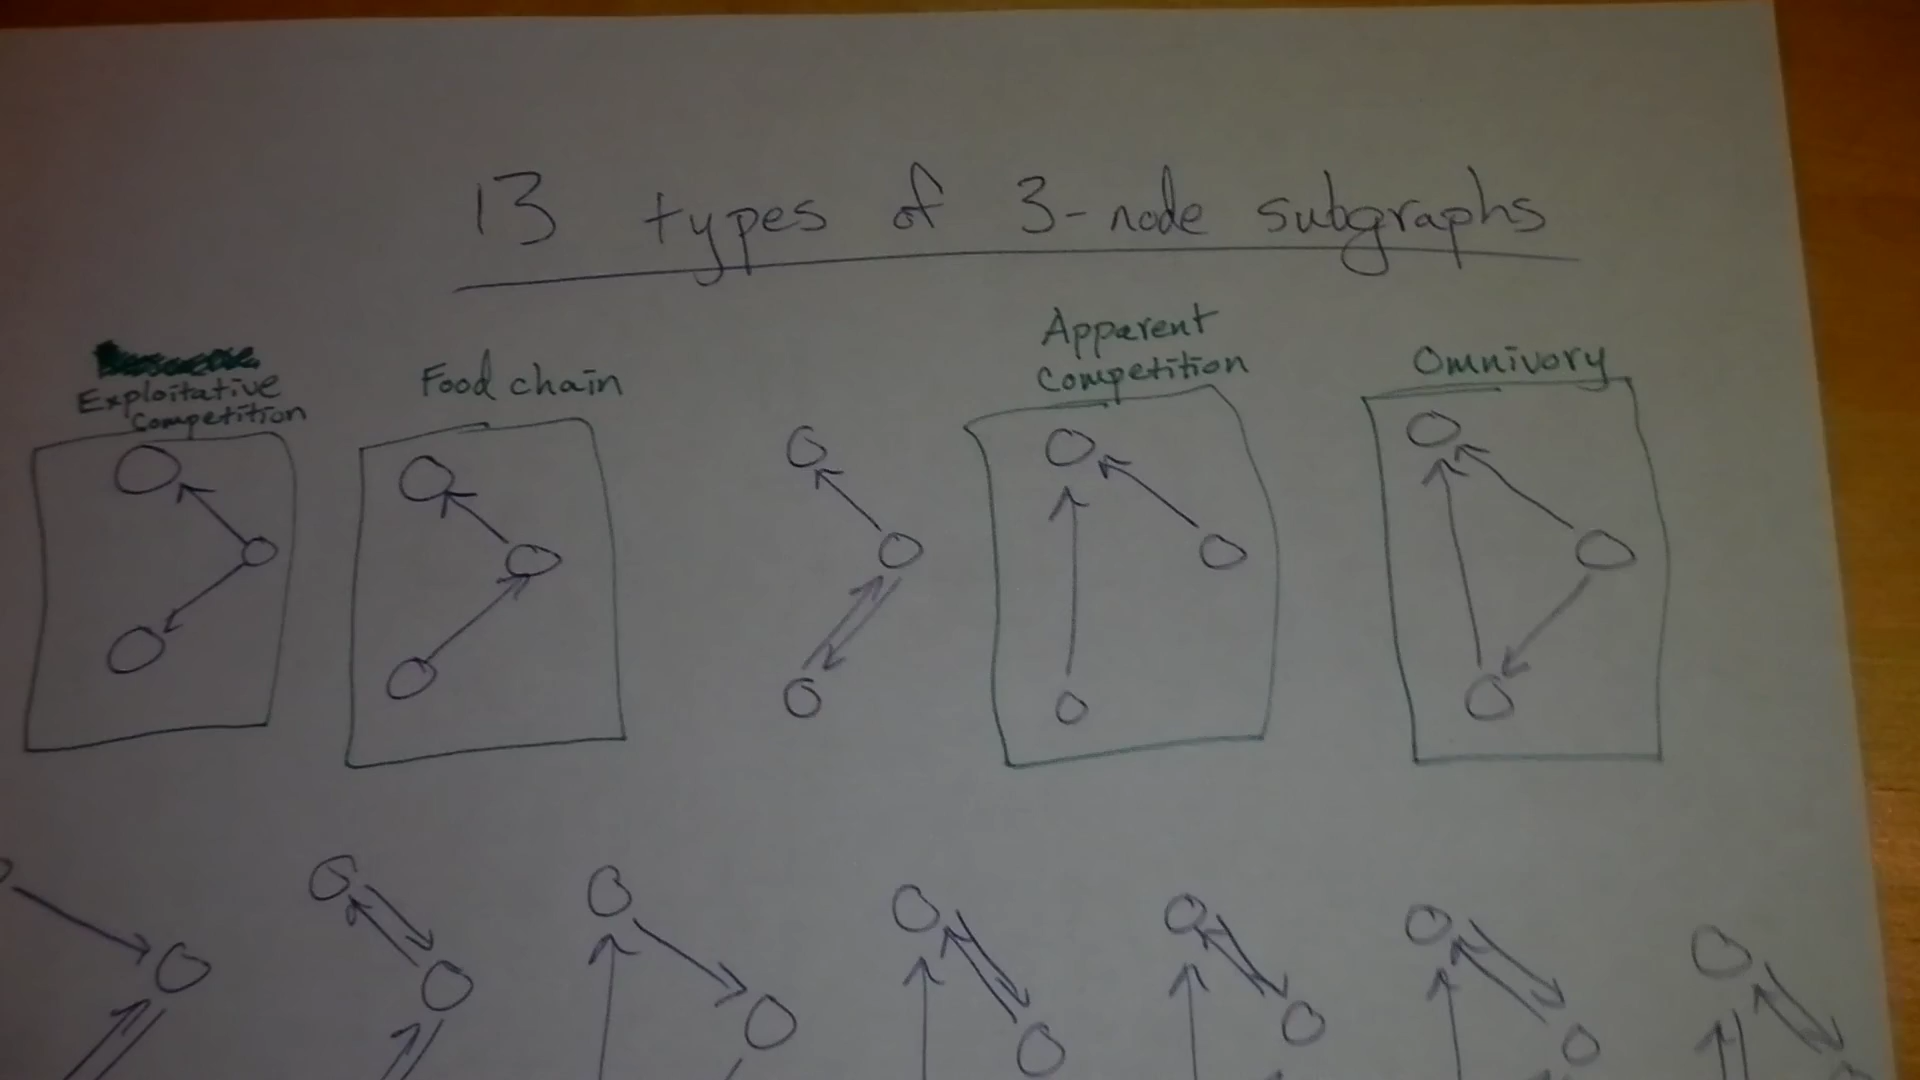 13 types of 3-node subgraphs
Exploitative
Competition
Food chain
Apparent
Competition
Omnivory